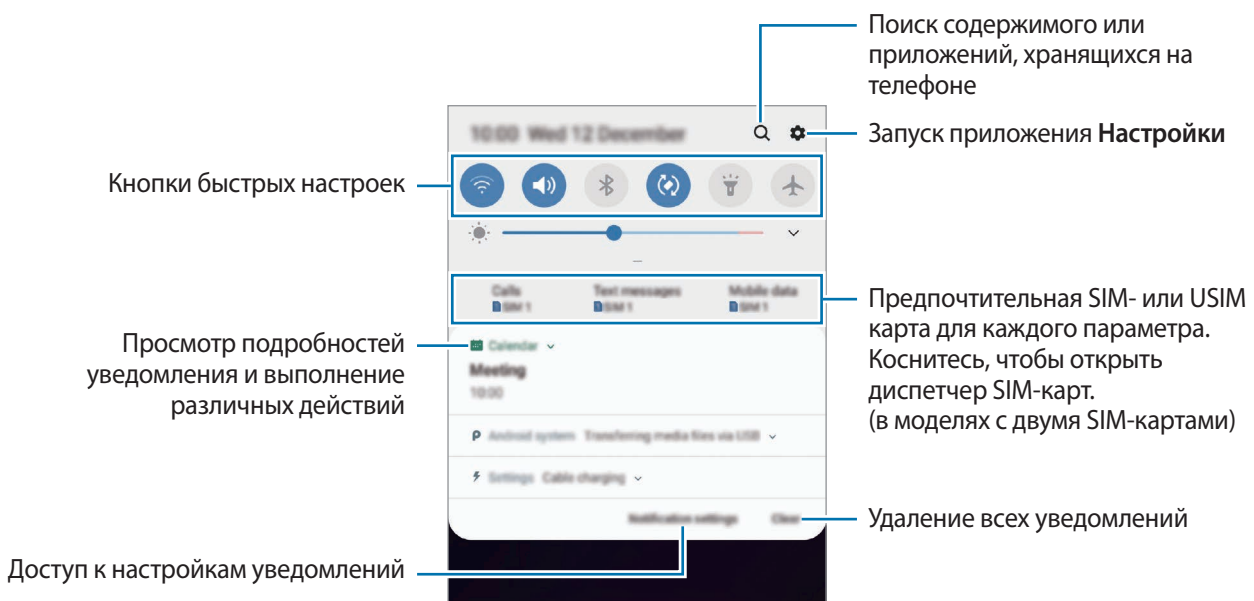 Поиск содержимого или
приложений, хранящихся на
телефоне
10:00 Wed 12 December
Запуск приложения Настройки
Кнопки быстрых настроек
Calls
Text messages
Mobile data
SIM 1
SIM 1
SIM 1
Предпочтительная SIM- или USIM
карта для каждого параметра.
Коснитесь, чтобы открыть
диспетчер SIM-карт.
(в моделях с двумя SIM-картами)
Просмотр подробностей
уведомления и выполнение
различных действий
Calendar
Meeting
10:00
Android system Transferring media files via USB
Settings Cable charging
Notification settings
Clear
Удаление всех уведомлений
Доступ к настройкам уведомлений